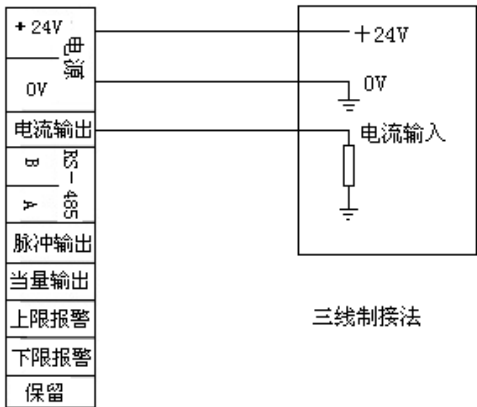 +24V
电源
0V
电流输出
B
RS-485
A
脉冲输出
当量输出
上限报警
下限报警
保留
+24V
0V
电流输入
三线制接法